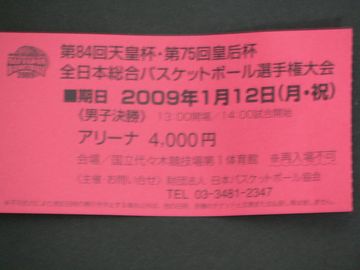 第84回天皇杯・第75回皇后杯
全日本総合バスケットボール選手権大会
■期日 2009年1月12日(月・祝)
《男子決勝》 13:00開場／14:00試合開始
アリーナ 4,000円
会場／国立代々木競技場第1体育館 ※再入場不可
《主催・お問い合せ》財団法人 日本バスケットボール協会
TEL 03-3481-2347